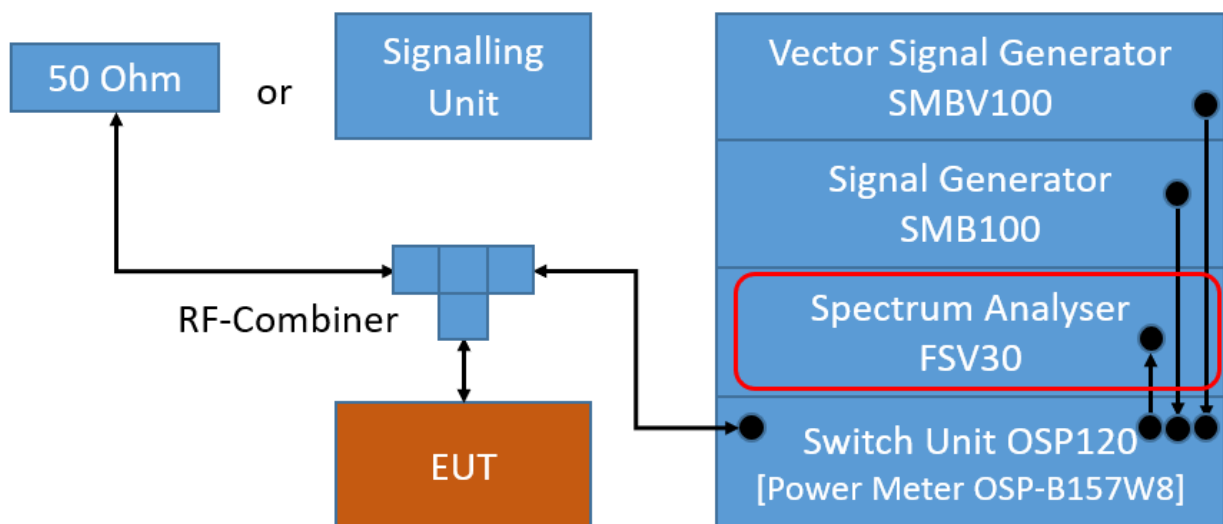 50 Ohm
or
Signalling
Unit
RF-Combiner
EUT
Vector Signal Generator
SMBV100
Signal Generator
SMB100
Spectrum Analyser
FSV30
Switch Unit OSP120
[Power Meter OSP-B157W8]